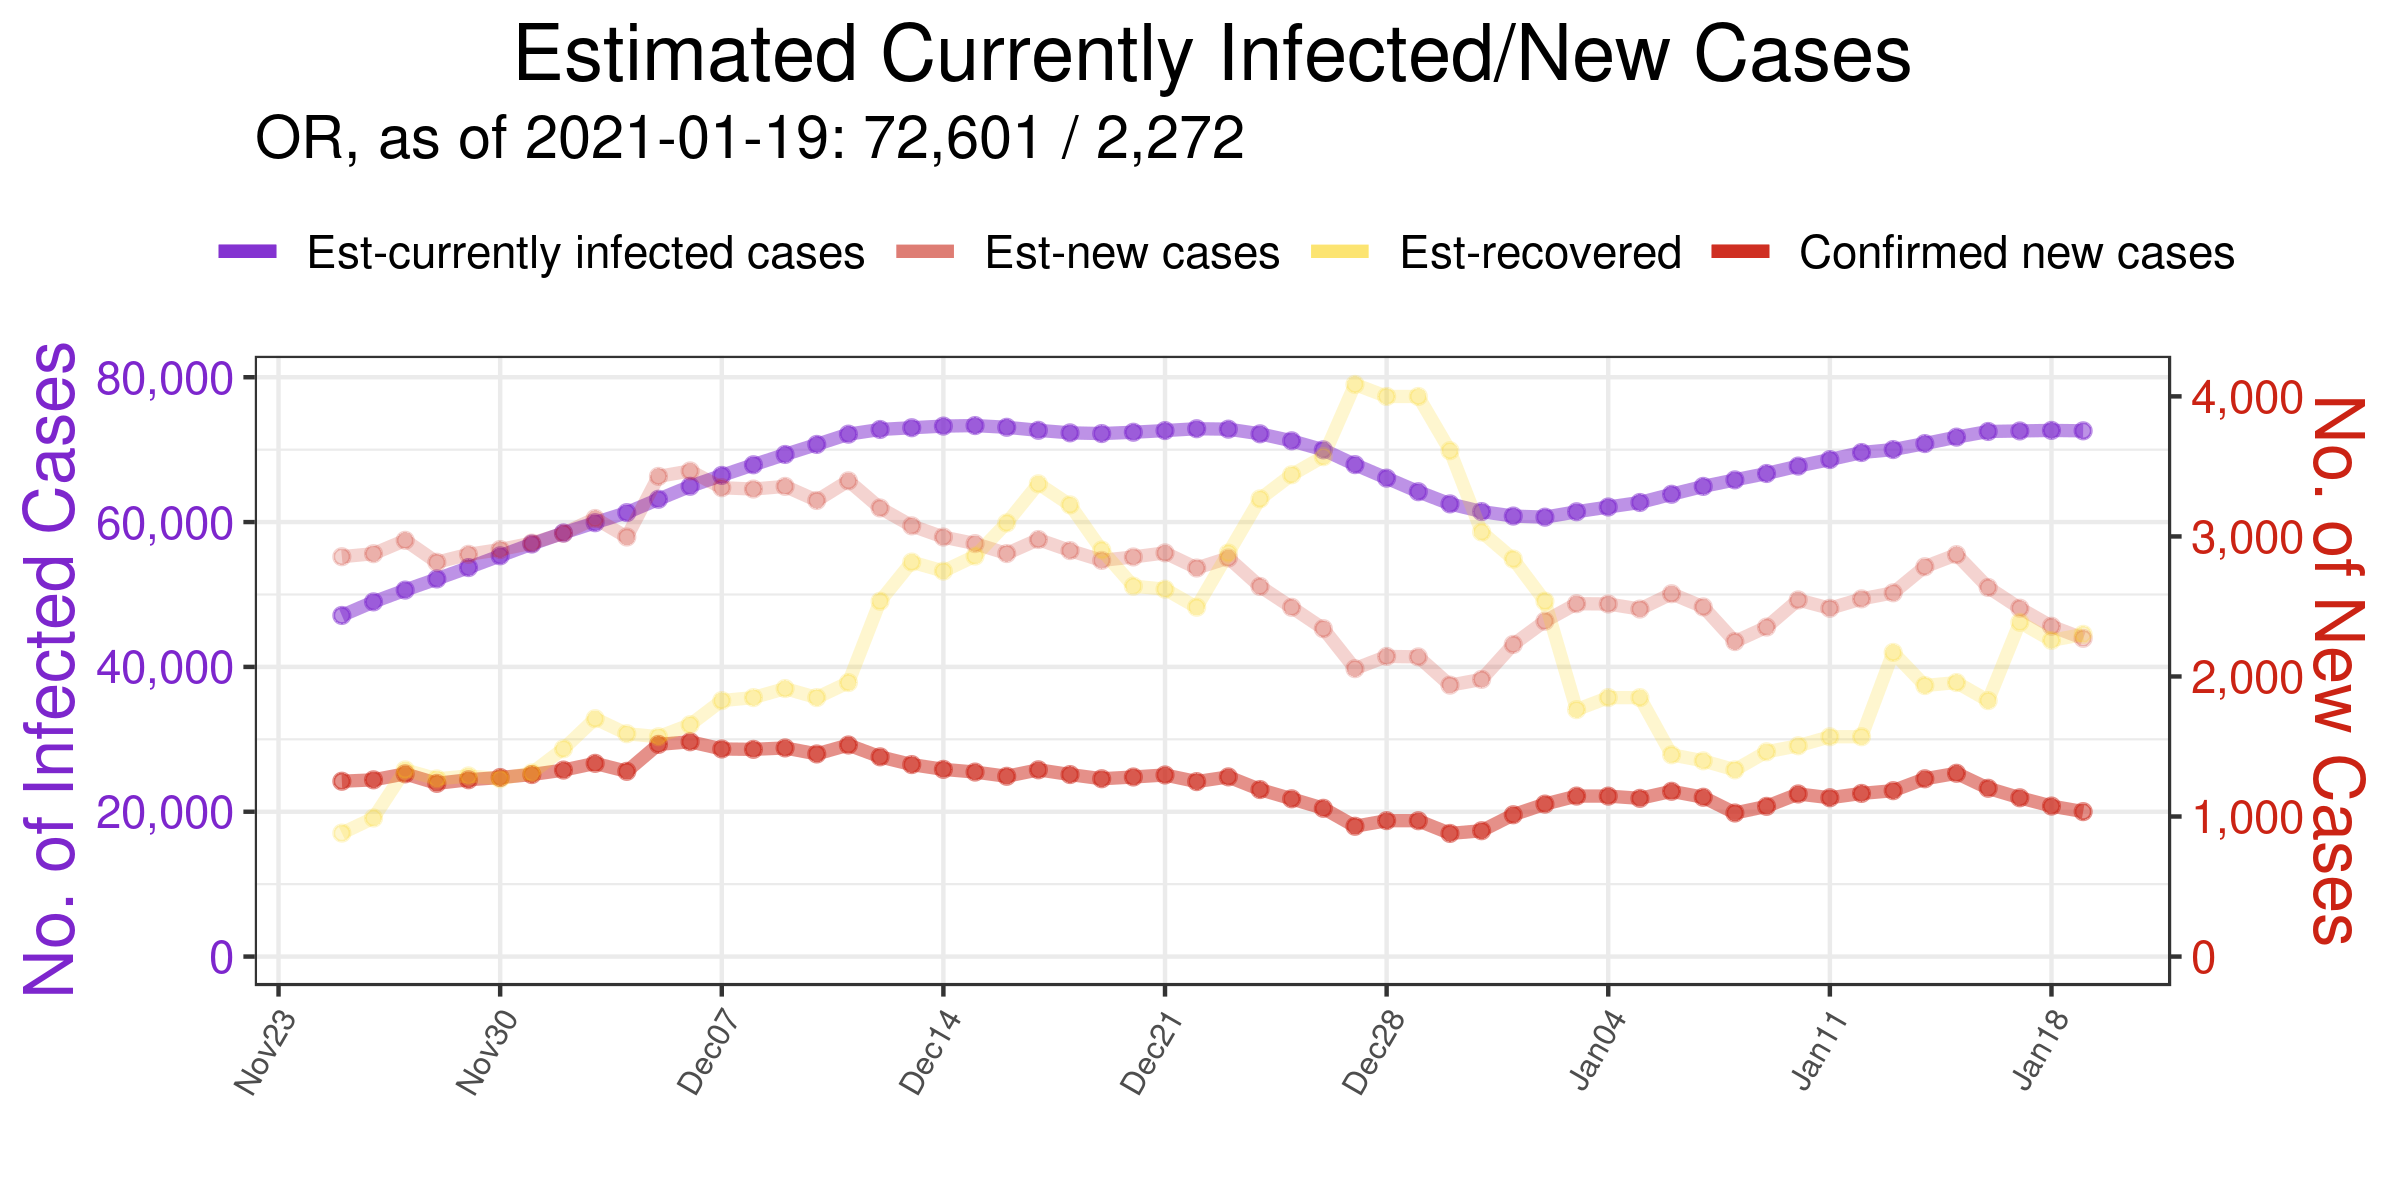 Estimated Currently Infected/New Cases
OR, as of 2021-01-19: 72,601 / 2,272
Est-currently infected cases Est-new cases Est-recovered Confirmed new cases
No. of Infected Cases
80,000
60,000
40,000
20,000
0
4,000
3,000
2,000
1,000
0
No. of New Cases
Nov23 Nov30 Dec07 Dec14 Dec21 Dec28 Jan04 Jan11 Jan18